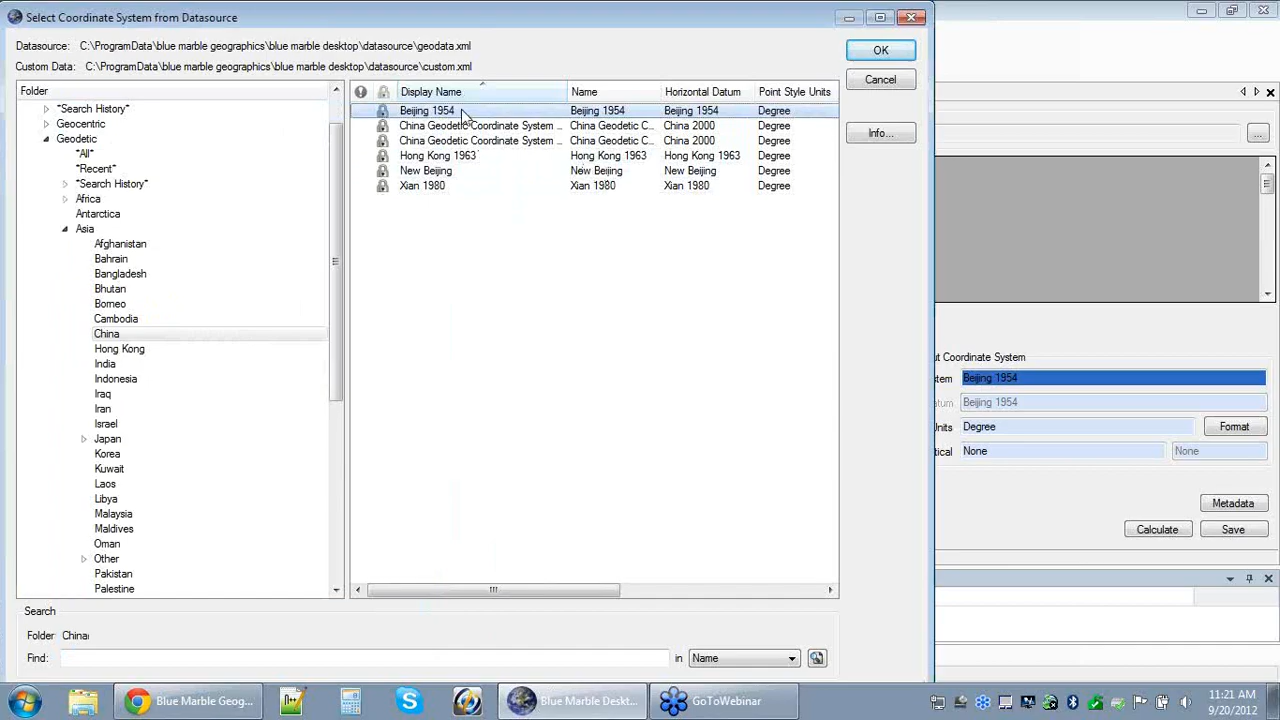 Select Coordinate System from Datasource
Datasource: C:\ProgramData\blue marble geographics\blue marble desktop\datasource\geodata.xml
Custom Data: C:\ProgramData\blue marble geographics\blue marble desktop\datasource\custom.xml
OK
Cancel
Info...
Folder
*Search History*
Geocentric
Geodetic
*All*
*Recent*
*Search History*
Africa
Antarctica
Asia
Afghanistan
Bahrain
Bangladesh
Bhutan
Borneo
Cambodia
China
Hong Kong
India
Indonesia
Iraq
Iran
Israel
Japan
Korea
Kuwait
Laos
Libya
Malaysia
Maldives
Oman
Other
Pakistan
Palestine
Display Name Name Horizontal Datum Point Style Units
Beijing 1954 Beijing 1954 Beijing 1954 Degree
China Geodetic Coordinate System ... China Geodetic C... China 2000 Degree
China Geodetic Coordinate System ... China Geodetic C... China 2000 Degree
Hong Kong 1963 Hong Kong 1963 Hong Kong 1963 Degree
New Beijing New Beijing New Beijing Degree
Xian 1980 Xian 1980 Xian 1980 Degree
Search
Folder China
Find: in Name
...
ut Coordinate System
stem Beijing 1954
atum Beijing 1954
Units Degree Format
tical None None
Metadata
Calculate Save
Blue Marble Geog... Blue Marble Deskt... GoToWebinar
11:21 AM
9/20/2012